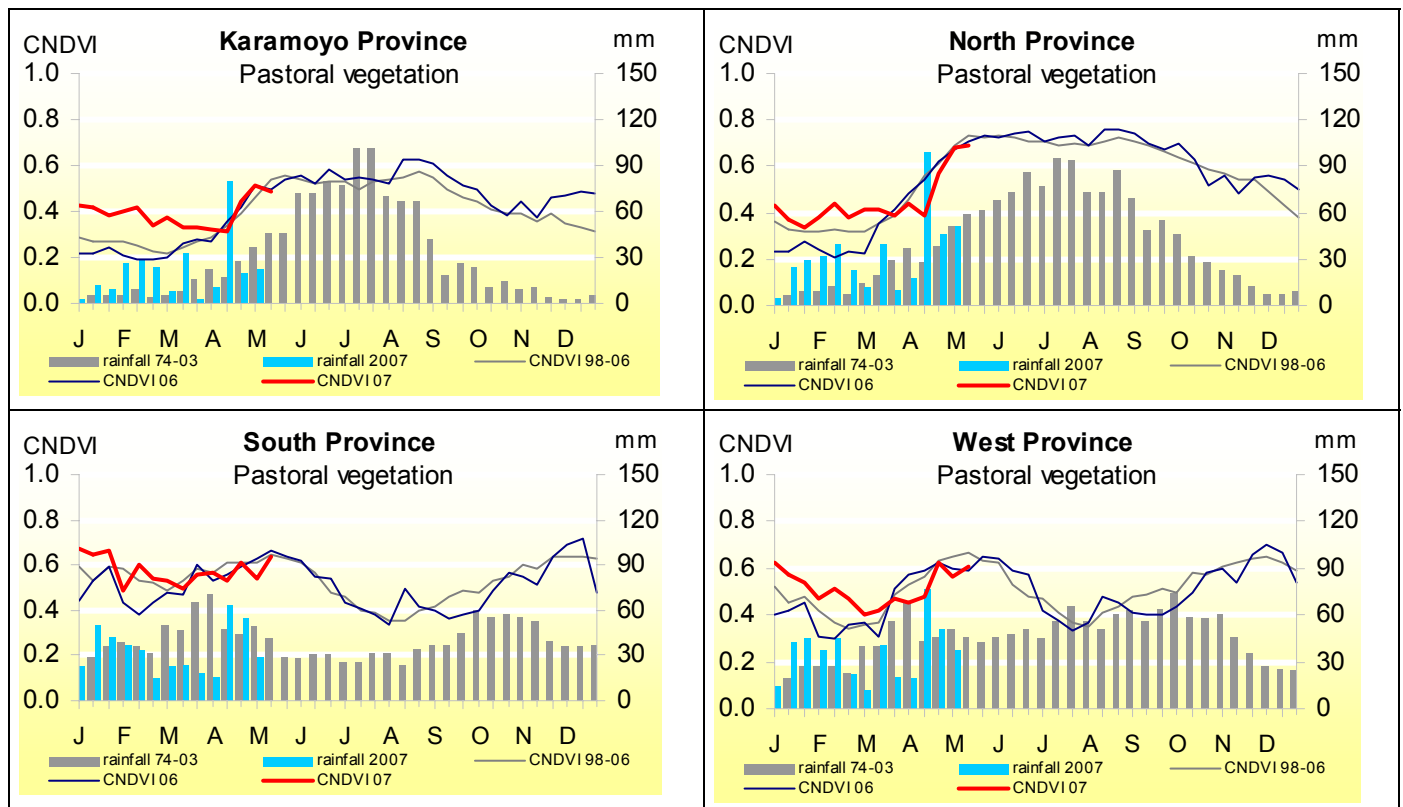 CNDVI
Karamoyo Province
mm
Pastoral vegetation
1.0
0.8
0.6
0.4
0.2
0.0
150
120
90
60
30
0
J F M A M J J A S O N D
rainfall 74-03 rainfall 2007 CNDVI 98-06
CNDVI 06 CNDVI 07
CNDVI
North Province
mm
Pastoral vegetation
1.0
0.8
0.6
0.4
0.2
0.0
150
120
90
60
30
0
J F M A M J J A S O N D
rainfall 74-03 rainfall 2007 CNDVI 98-06
CNDVI 06 CNDVI 07
CNDVI
South Province
mm
Pastoral vegetation
1.0
0.8
0.6
0.4
0.2
0.0
150
120
90
60
30
0
J F M A M J J A S O N D
rainfall 74-03 rainfall 2007 CNDVI 98-06
CNDVI 06 CNDVI 07
CNDVI
West Province
mm
Pastoral vegetation
1.0
0.8
0.6
0.4
0.2
0.0
150
120
90
60
30
0
J F M A M J J A S O N D
rainfall 74-03 rainfall 2007 CNDVI 98-06
CNDVI 06 CNDVI 07